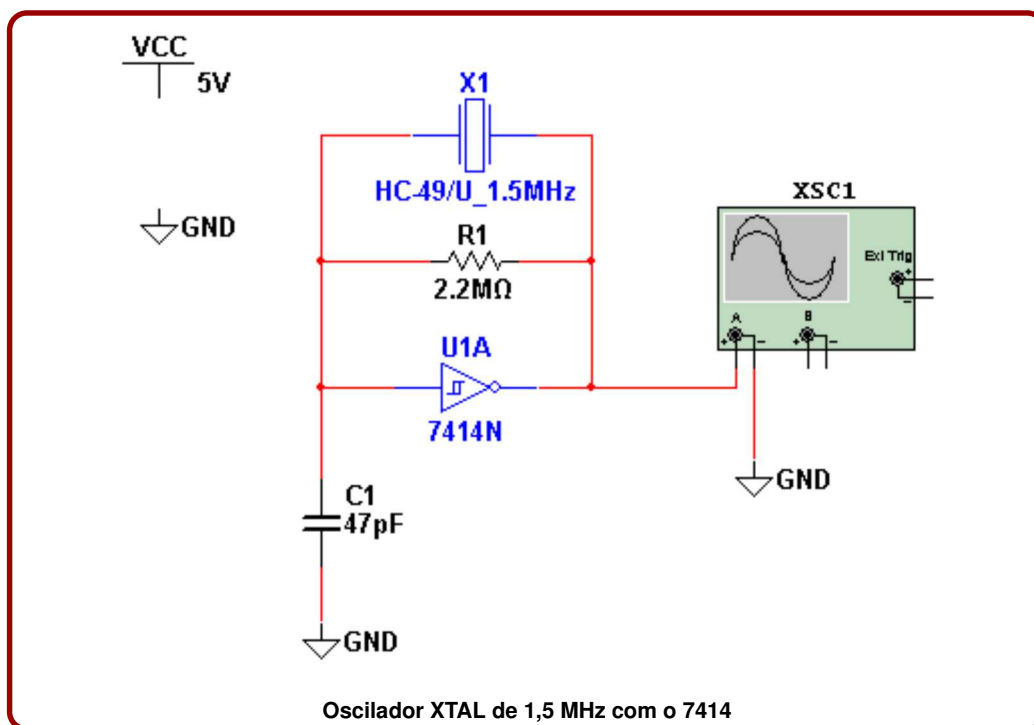 VCC
5V
GND
X1
HC-49/U_1.5MHz
R1
2.2MΩ
U1A
7414N
C1
47pF
GND
XSC1
Ext Trig
+
-
A
B
+ -
+ -
GND
Oscilador XTAL de 1,5 MHz com o 7414